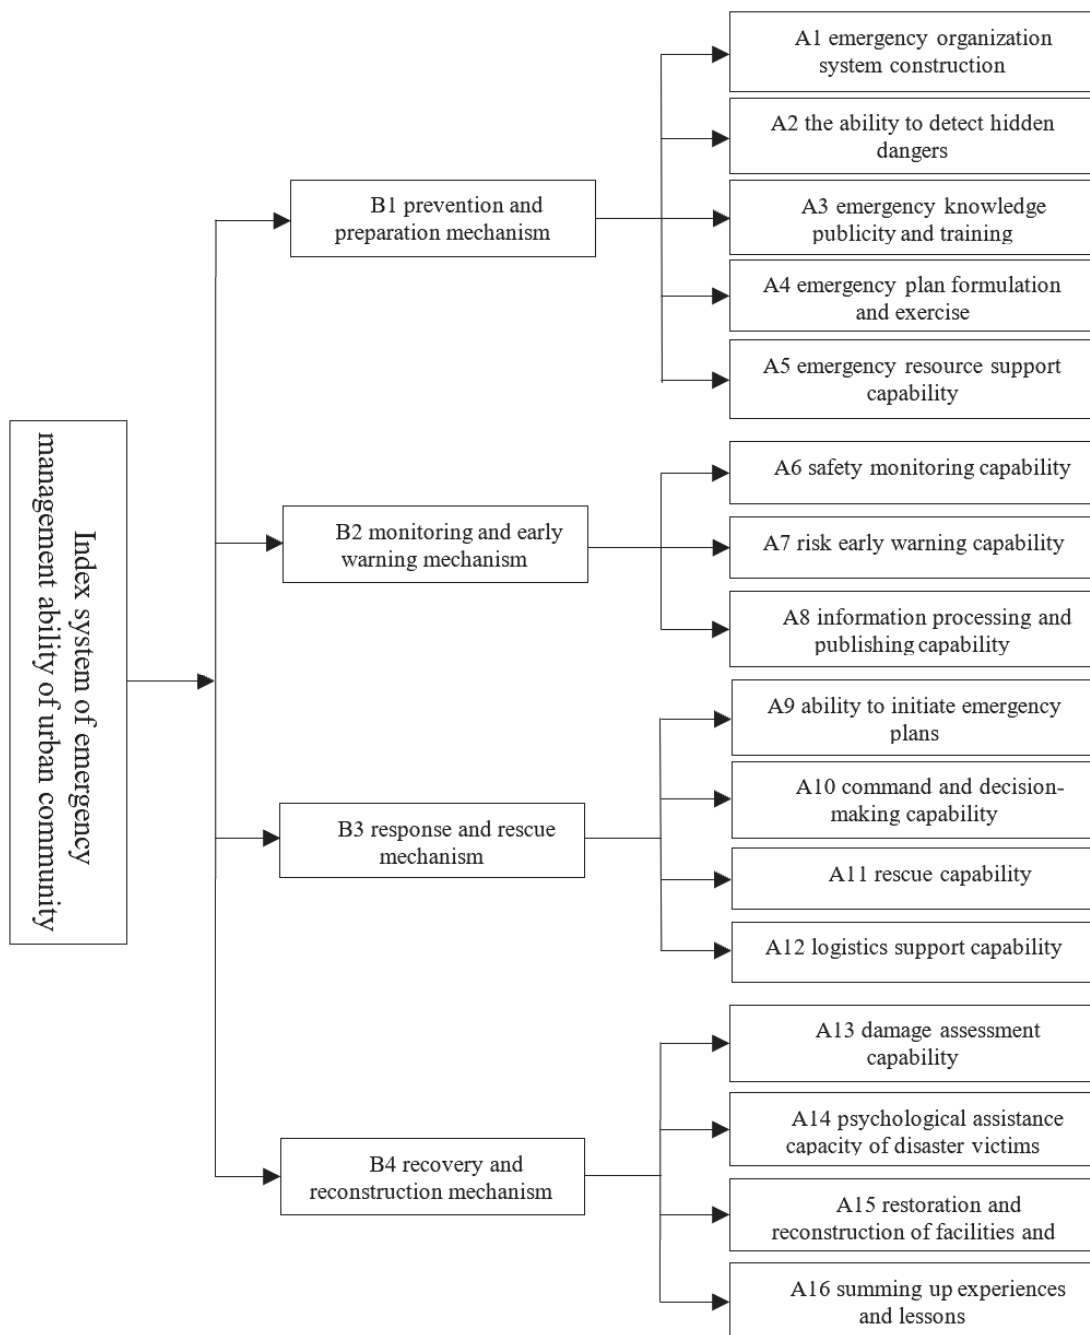 Index system of emergency
management ability of urban community
B1 prevention and
preparation mechanism
A1 emergency organization
system construction
A2 the ability to detect hidden
dangers
A3 emergency knowledge
publicity and training
A4 emergency plan formulation
and exercise
A5 emergency resource support
capability
B2 monitoring and early
warning mechanism
A6 safety monitoring capability
A7 risk early warning capability
A8 information processing and
publishing capability
B3 response and rescue
mechanism
A9 ability to initiate emergency
plans
A10 command and decision-
making capability
A11 rescue capability
A12 logistics support capability
B4 recovery and
reconstruction mechanism
A13 damage assessment
capability
A14 psychological assistance
capacity of disaster victims
A15 restoration and
reconstruction of facilities and
A16 summing up experiences
and lessons